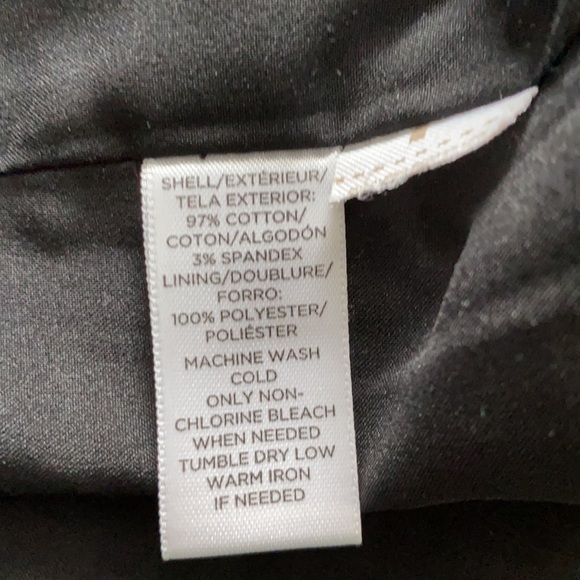 SHELL/EXTÉRIEUR/
TELA EXTERIOR:
97% COTTON/
COTON/ALGODÓN
3% SPANDEX
LINING/DOUBLURE/
FORRO:
100% POLYESTER/
POLIÉSTER
MACHINE WASH
COLD
ONLY NON-
CHLORINE BLEACH
WHEN NEEDED
TUMBLE DRY LOW
WARM IRON
IF NEEDED